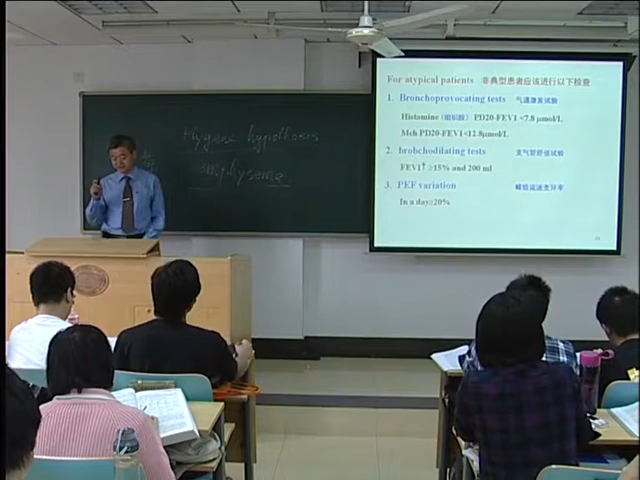 Hygiene hypothesis
For atypical patients 非典型患者应该进行以下检查
1. Bronchoprovocating tests 气道激发试验
Histamine (组织胺) PD20-FEV1 <7.8 μmol/L
Mch PD20-FEV1<12.8μmol/L
2. brobchodilating tests 支气管舒张试验
FEV1↑ ≥15% and 200 ml
3. PEF variation 峰值流速变异率
In a day≥20%